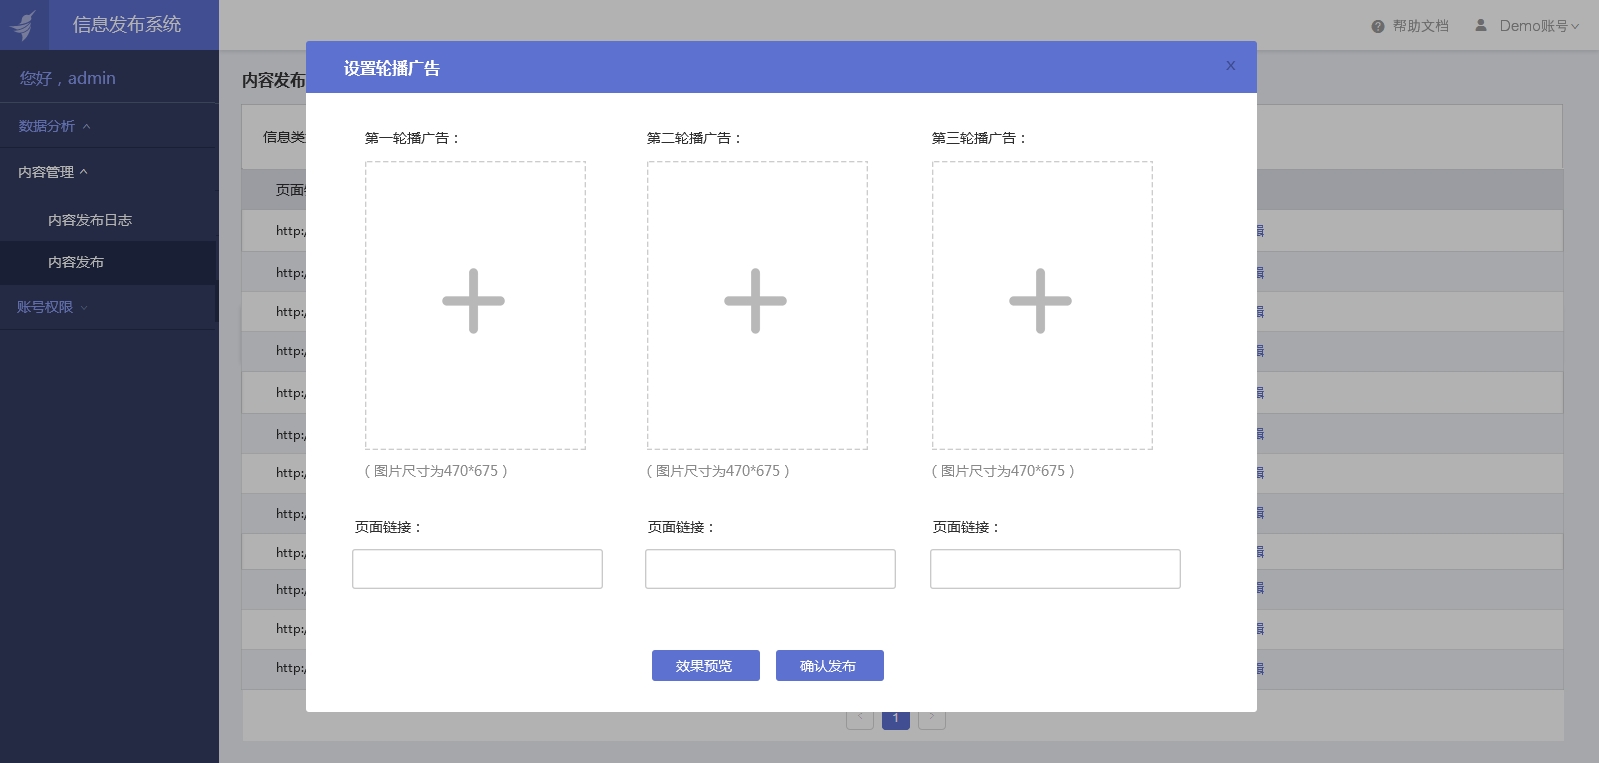 信息发布系统
帮助文档
Demo账号
您好，admin
数据分析
内容管理
内容发布日志
内容发布
账号权限
内容发布
设置轮播广告
x
第一轮播广告：
第二轮播广告：
第三轮播广告：
（图片尺寸为470*675）
（图片尺寸为470*675）
（图片尺寸为470*675）
页面链接：
页面链接：
页面链接：
效果预览
确认发布
信息类
页面
http:/
http:/
http:/
http:/
http:/
http:/
http:/
http:/
http:/
http:/
http:/
http:/
<
1
>